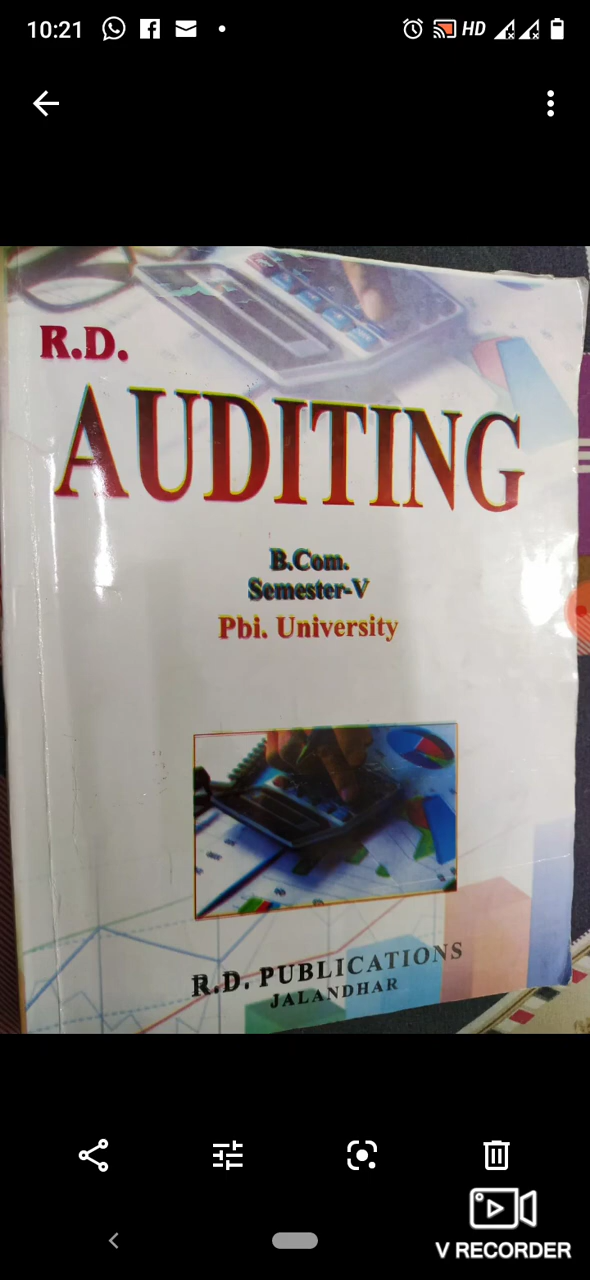 10:21
HD
R.D.
AUDITING
B.Com.
Semester-V
Pbi. University
R.D. PUBLICATIONS
JALANDHAR
V RECORDER